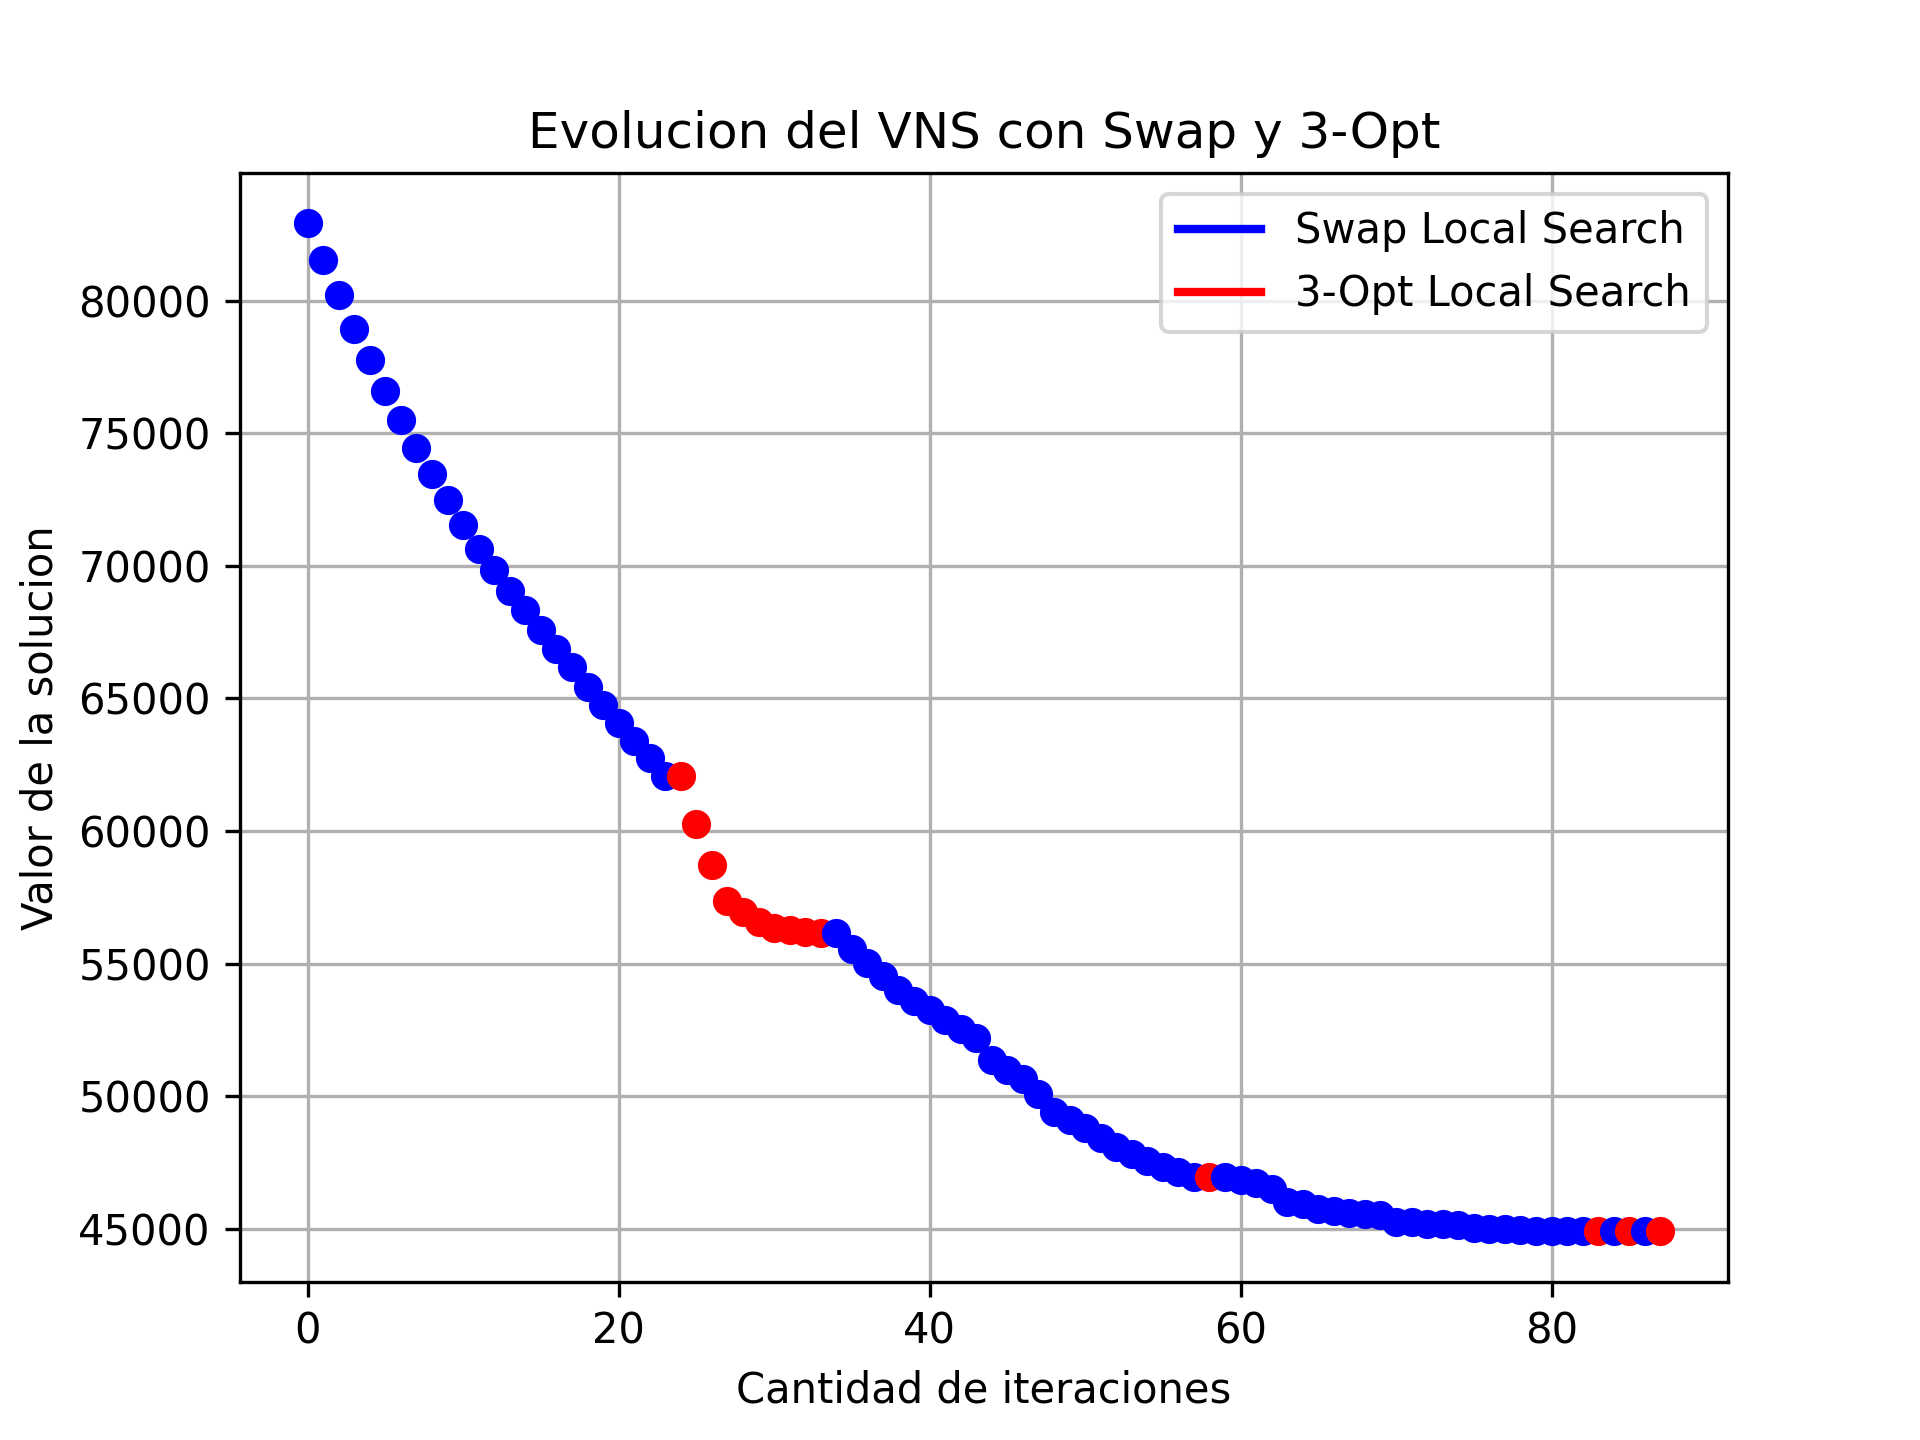 Evolucion del VNS con Swap y 3-Opt
Swap Local Search
3-Opt Local Search
Valor de la solucion
80000
75000
70000
65000
60000
55000
50000
45000
0 20 40 60 80
Cantidad de iteraciones